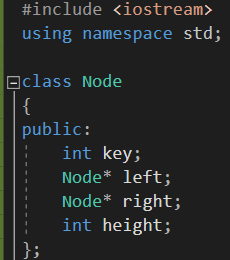 #include <iostream>
using namespace std;
class Node
{
public:
int key;
Node* left;
Node* right;
int height;
};